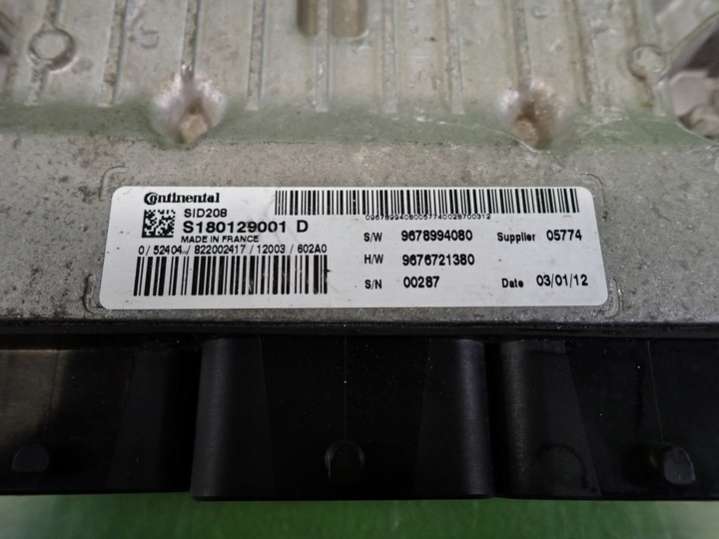 Continental
SID208
S180129001 D
MADE IN FRANCE
0/52404/822002417/12003/602A0
09678994080057740028700312
S/W 9678994080 Supplier 05774
H/W 9676721380
S/N 00287 Date 03/01/12